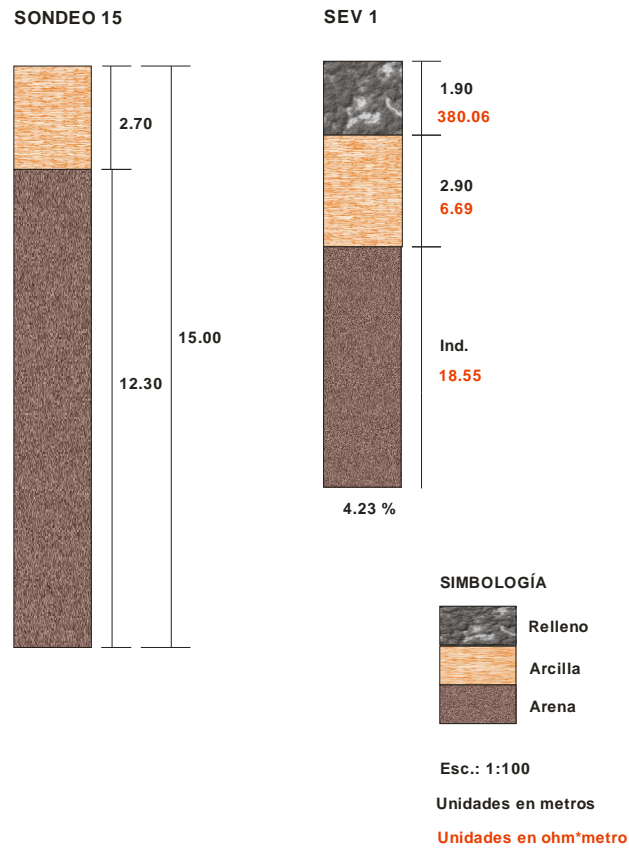 SONDEO 15
2.70
12.30
15.00
SEV 1
1.90
380.06
2.90
6.69
Ind.
18.55
4.23 %
SIMBOLOGÍA
Relleno
Arcilla
Arena
Esc.: 1:100
Unidades en metros
Unidades en ohm*metro